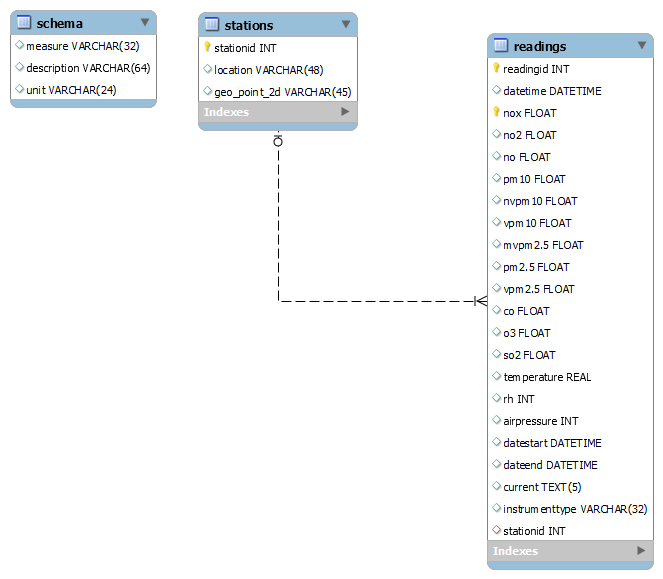 schema
measure VARCHAR(32)
description VARCHAR(64)
unit VARCHAR(24)
stations
stationid INT
location VARCHAR(48)
geo_point_2d VARCHAR(45)
Indexes
readings
readingid INT
datetime DATETIME
nox FLOAT
no2 FLOAT
no FLOAT
pm10 FLOAT
nvpm10 FLOAT
vpm10 FLOAT
mvpm2.5 FLOAT
pm2.5 FLOAT
vpm2.5 FLOAT
co FLOAT
o3 FLOAT
so2 FLOAT
temperature REAL
rh INT
airpressure INT
datestart DATETIME
dateend DATETIME
current TEXT(5)
instrumenttype VARCHAR(32)
stationid INT
Indexes